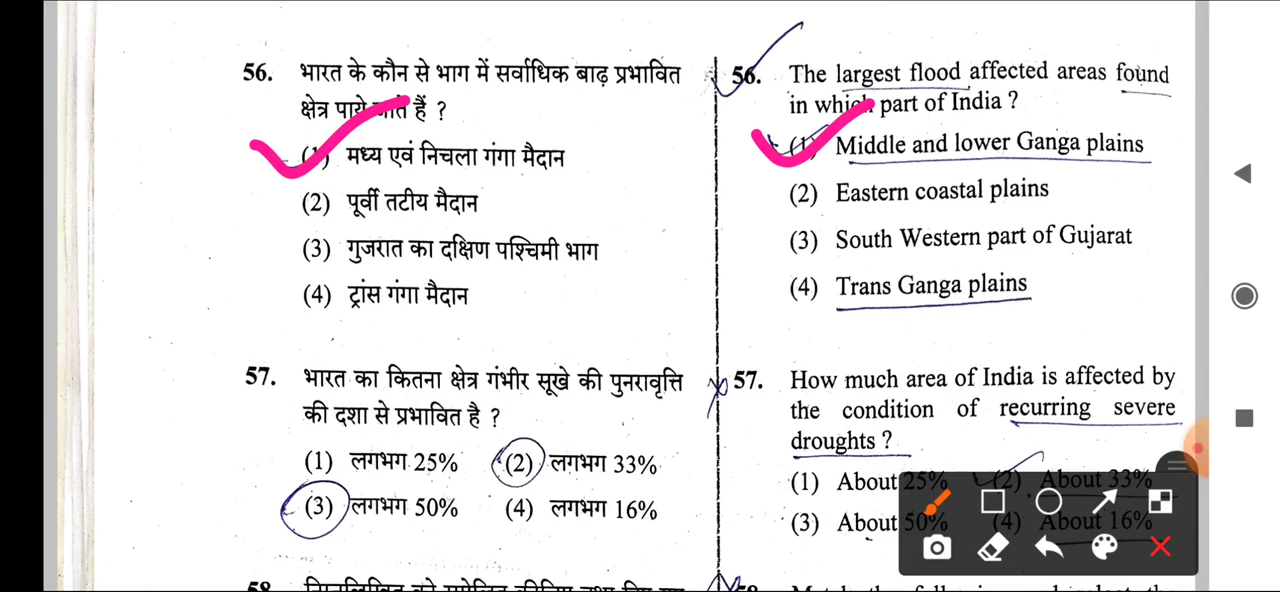 56. भारत के कौन से भाग में सर्वाधिक बाढ़ प्रभावित
क्षेत्र पाये जाते हैं ?
(1) मध्य एवं निचला गंगा मैदान
(2) पूर्वी तटीय मैदान
(3) गुजरात का दक्षिण पश्चिमी भाग
(4) ट्रांस गंगा मैदान
57. भारत का कितना क्षेत्र गंभीर सूखे की पुनरावृत्ति
की दशा से प्रभावित है ?
(1) लगभग 25% (2) लगभग 33%
(3) लगभग 50% (4) लगभग 16%
58.
56. The largest flood affected areas found
in which part of India ?
(1) Middle and lower Ganga plains
(2) Eastern coastal plains
(3) South Western part of Gujarat
(4) Trans Ganga plains
57. How much area of India is affected by
the condition of recurring severe
droughts ?
(1) About 25% (2) About 33%
(3) About 50% (4) About 16%